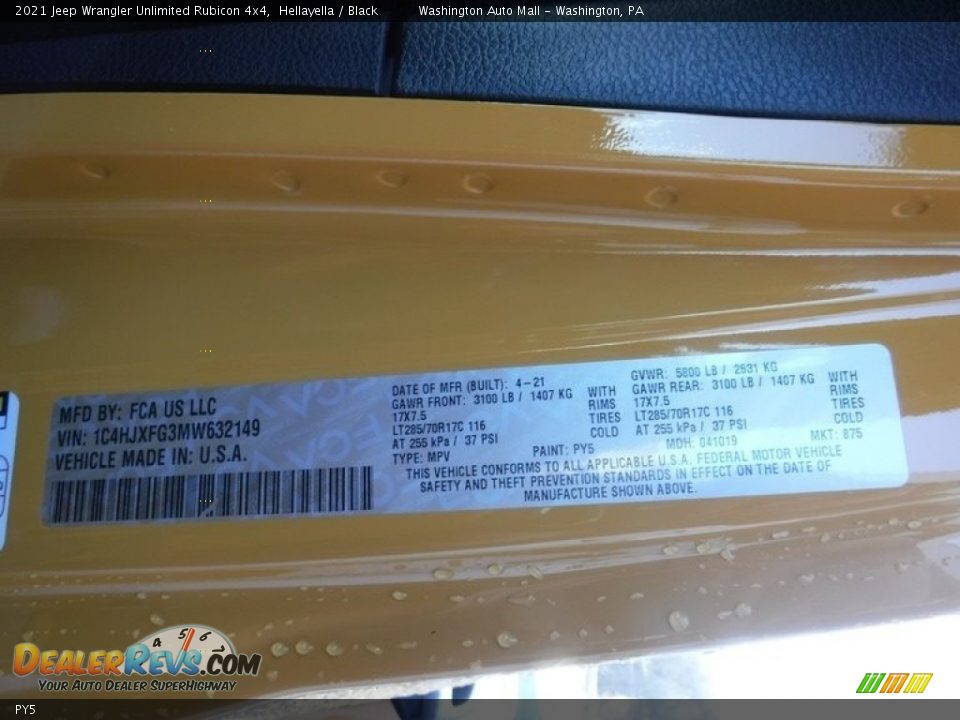 2021 Jeep Wrangler Unlimited Rubicon 4x4, Hellayella / Black Washington Auto Mall - Washington, PA
MFD BY: FCA US LLC
VIN: 1C4HJXFG3MW632149
VEHICLE MADE IN: U.S.A.
DATE OF MFR (BUILT): 4-21
GAWR FRONT: 3100 LB / 1407 KG WITH
17X7.5 RIMS
LT285/70R17C 116 TIRES
AT 255 kPa / 37 PSI COLD
TYPE: MPV PAINT: PY5
GVWR: 5800 LB / 2631 KG
GAWR REAR: 3100 LB / 1407 KG WITH
17X7.5 RIMS
LT285/70R17C 116 TIRES
AT 255 kPa / 37 PSI COLD
MDH: 041019 MKT: 875
THIS VEHICLE CONFORMS TO ALL APPLICABLE U.S.A. FEDERAL MOTOR VEHICLE
SAFETY AND THEFT PREVENTION STANDARDS IN EFFECT ON THE DATE OF
MANUFACTURE SHOWN ABOVE.
4 5 6
DEALERREVS.COM
YOUR AUTO DEALER SUPERHIGHWAY
PY5